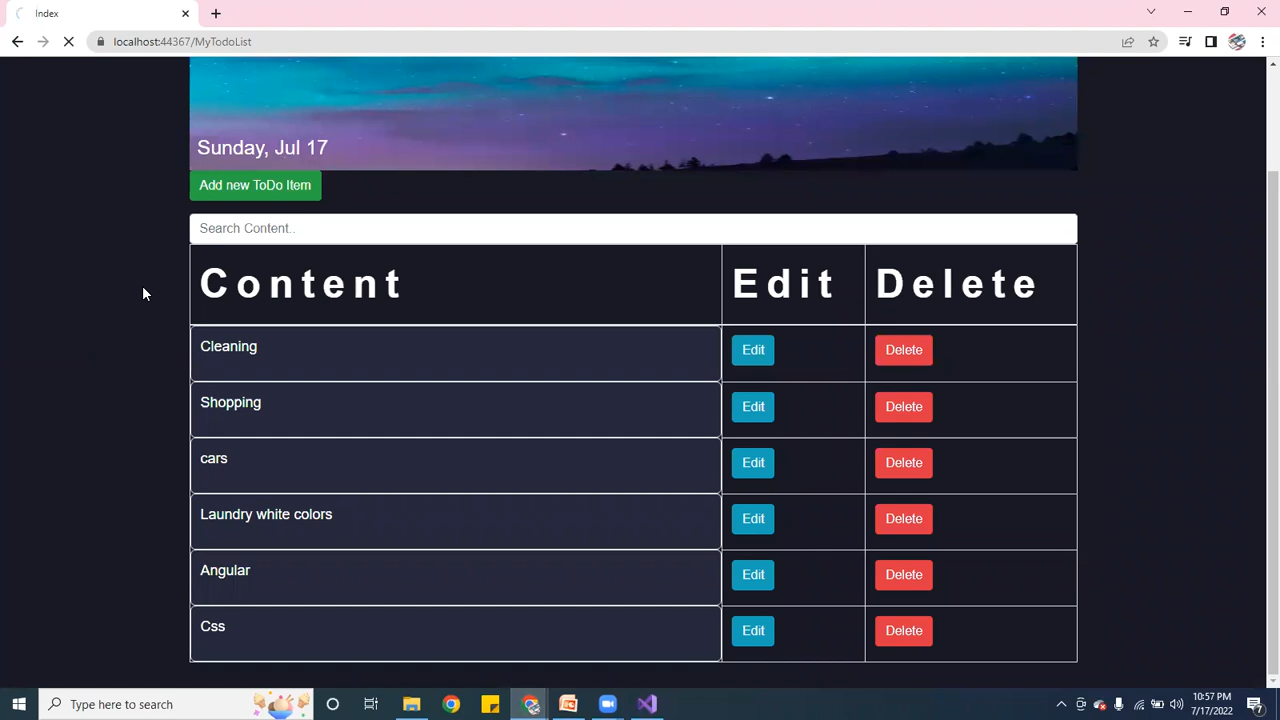 Index
localhost:44367/MyTodoList
Sunday, Jul 17
Add new ToDo Item
Search Content..
Content Edit Delete
Cleaning Edit Delete
Shopping Edit Delete
cars Edit Delete
Laundry white colors Edit Delete
Angular Edit Delete
Css Edit Delete
Type here to search
10:57 PM
7/17/2022